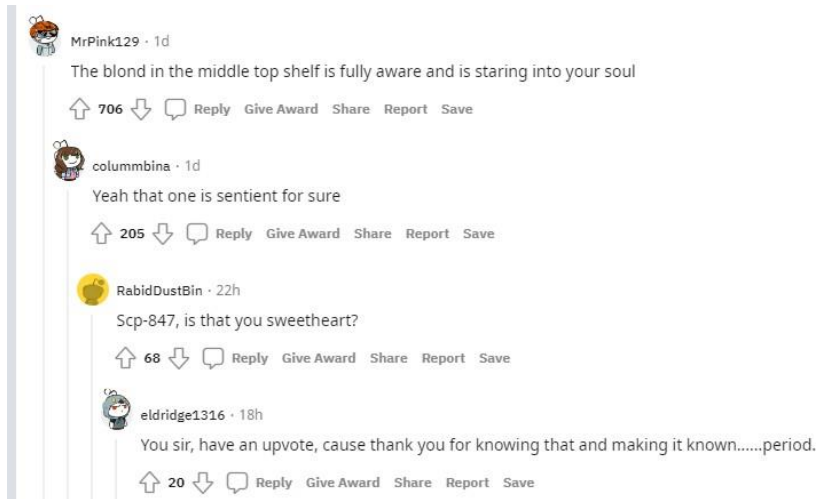 MrPink129 · 1d
The blond in the middle top shelf is fully aware and is staring into your soul
706 Reply Give Award Share Report Save
colummbina · 1d
Yeah that one is sentient for sure
205 Reply Give Award Share Report Save
RabidDustBin · 22h
Scp-847, is that you sweetheart?
68 Reply Give Award Share Report Save
eldridge1316 · 18h
You sir, have an upvote, cause thank you for knowing that and making it known......period.
20 Reply Give Award Share Report Save